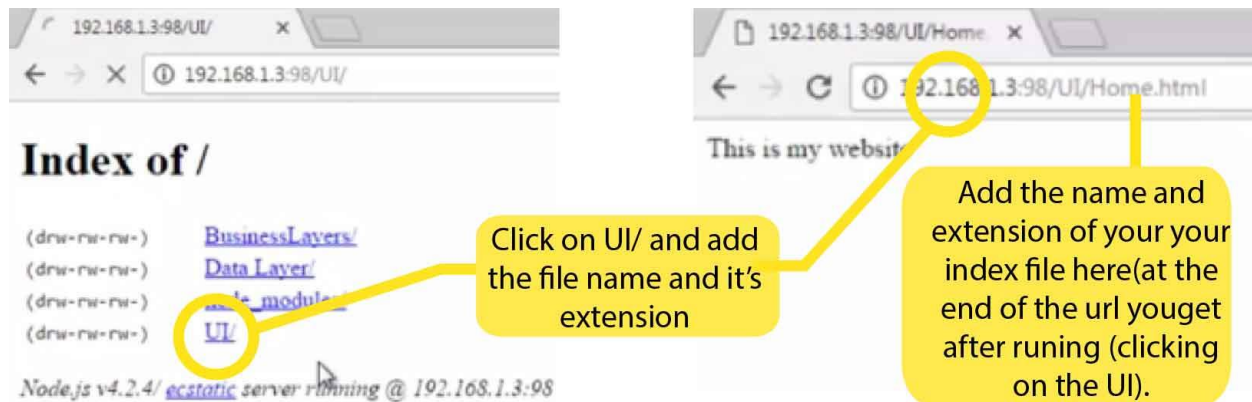 192.168.1.3:98/UI/
192.168.1.3:98/UI/
Index of /
(drw-rw-rw-) BusinessLayers/
(drw-rw-rw-) Data Layer/
(drw-rw-rw-) node_modules/
(drw-rw-rw-) UI/
Node.js v4.2.4/ ecstatic server running @ 192.168.1.3:98
Click on UI/ and add
the file name and it's
extension
192.168.1.3:98/UI/Home.
192.168.1.3:98/UI/Home.html
This is my website
Add the name and
extension of your your
index file here(at the
end of the url youget
after runing (clicking
on the UI).